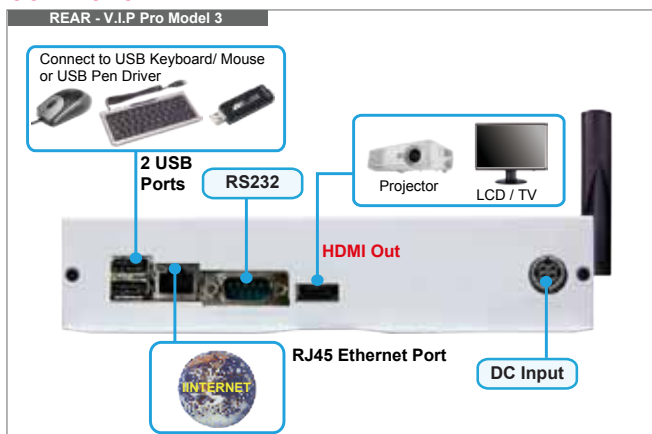 REAR - V.I.P Pro Model 3
Connect to USB Keyboard/ Mouse
or USB Pen Driver
2 USB
Ports
RS232
Projector
LCD / TV
HDMI Out
RJ45 Ethernet Port
INTERNET
DC Input